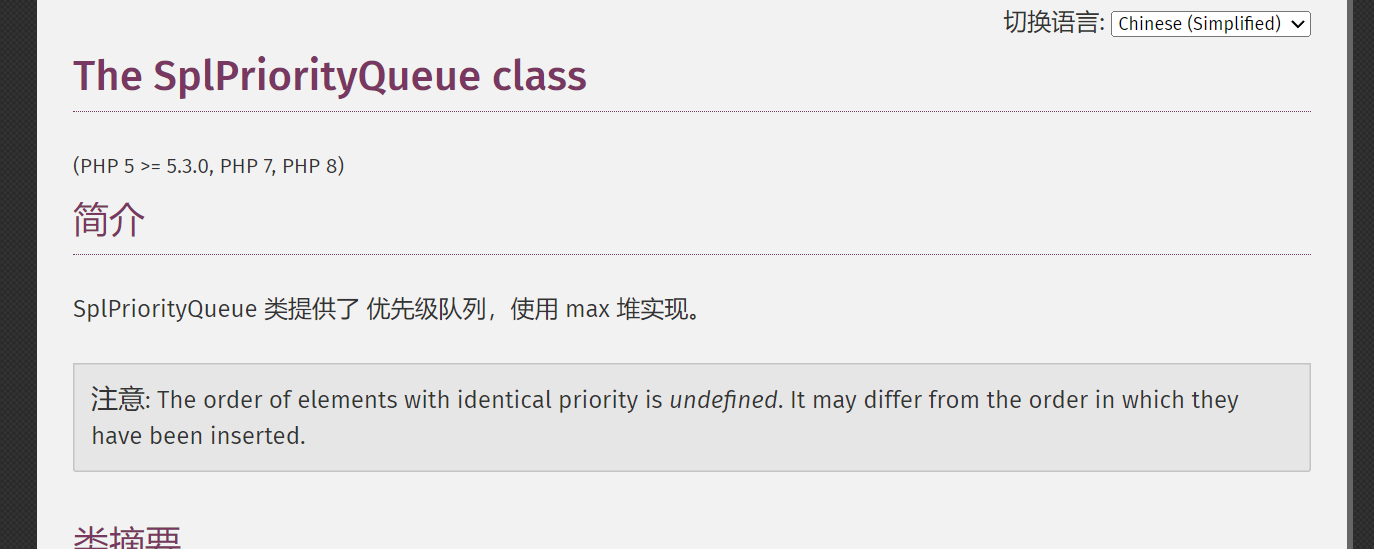 切换语言: Chinese (Simplified)
The SplPriorityQueue class
(PHP 5 >= 5.3.0, PHP 7, PHP 8)
简介
SplPriorityQueue 类提供了 优先级队列，使用 max 堆实现。
注意: The order of elements with identical priority is undefined. It may differ from the order in which they
have been inserted.
类摘要